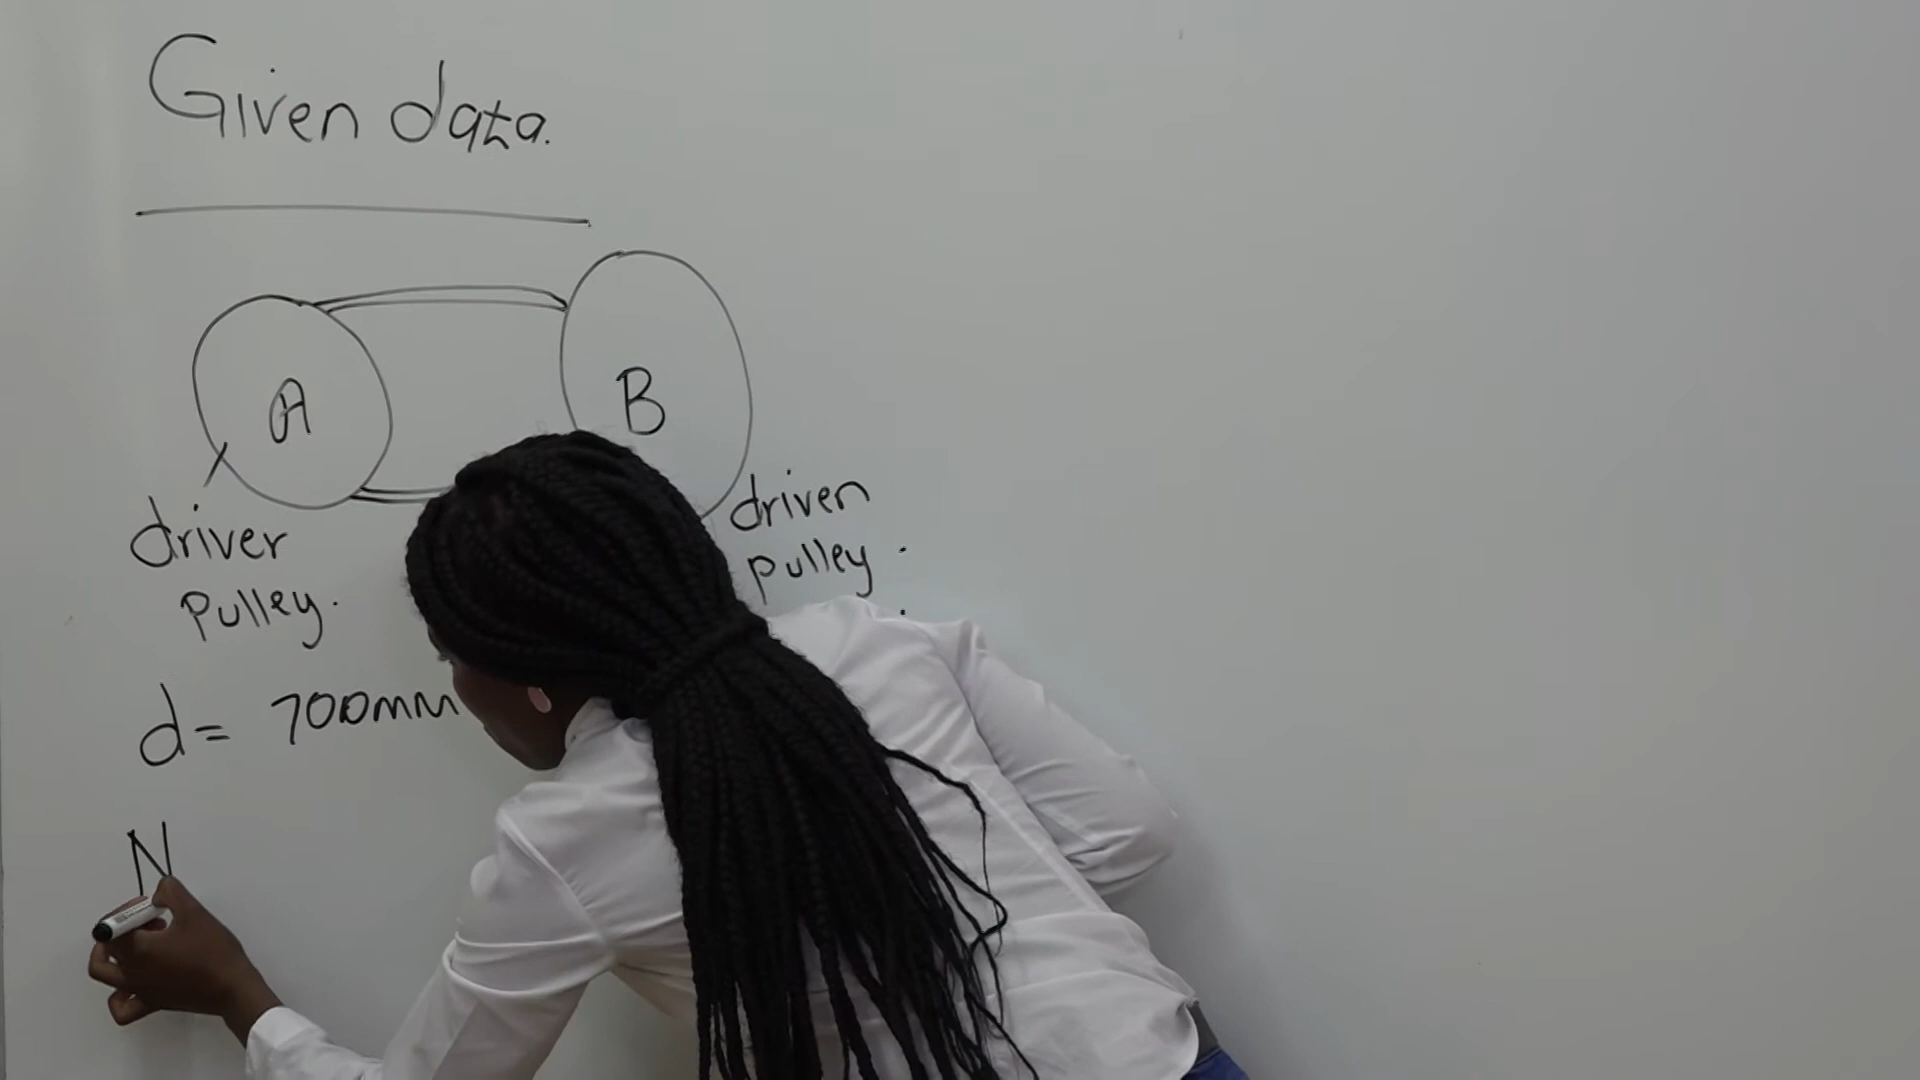 Given data.
A
B
driver
pulley.
driven
pulley.
d = 700mm
N